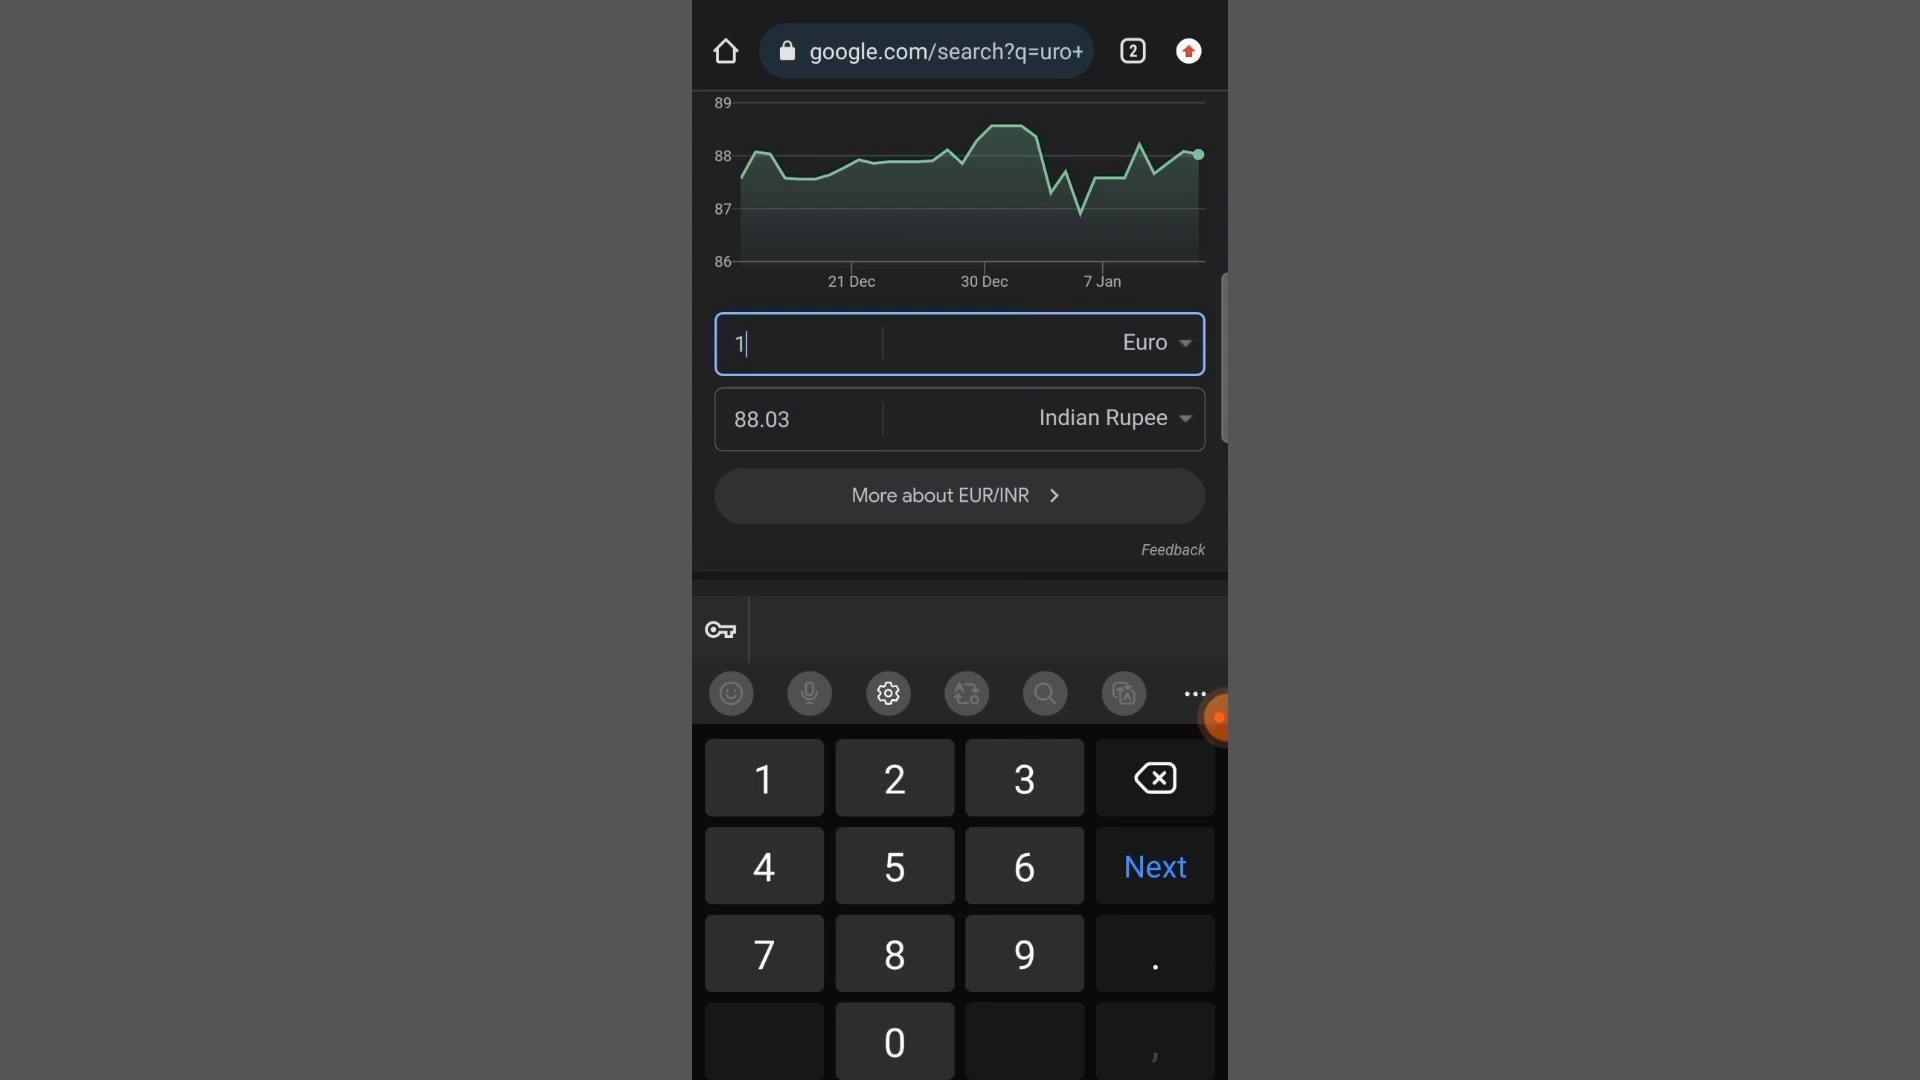 google.com/search?q=uro+
2
89
88
87
86
21 Dec 30 Dec 7 Jan
1 Euro
88.03 Indian Rupee
More about EUR/INR
Feedback
1 2 3
4 5 6 Next
7 8 9 .
0 ,